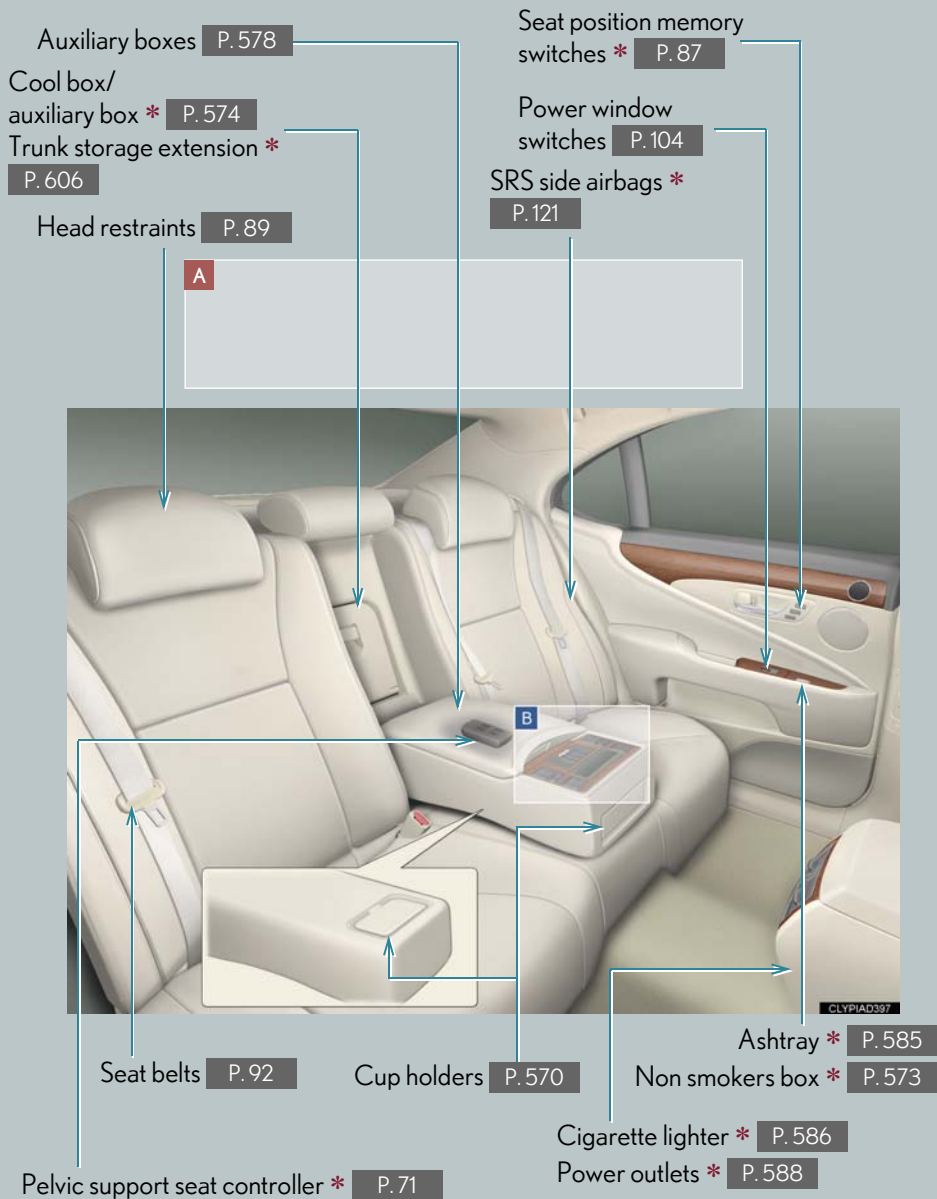 Auxiliary boxes P. 578
Cool box/
auxiliary box * P. 574
Trunk storage extension *
P. 606
Head restraints P. 89
Seat position memory
switches * P. 87
Power window
switches P. 104
SRS side airbags *
P. 121
A
B
CLYPIAD397
Seat belts P. 92
Cup holders P. 570
Ashtray * P. 585
Non smokers box * P. 573
Cigarette lighter * P. 586
Power outlets * P. 588
Pelvic support seat controller * P. 71